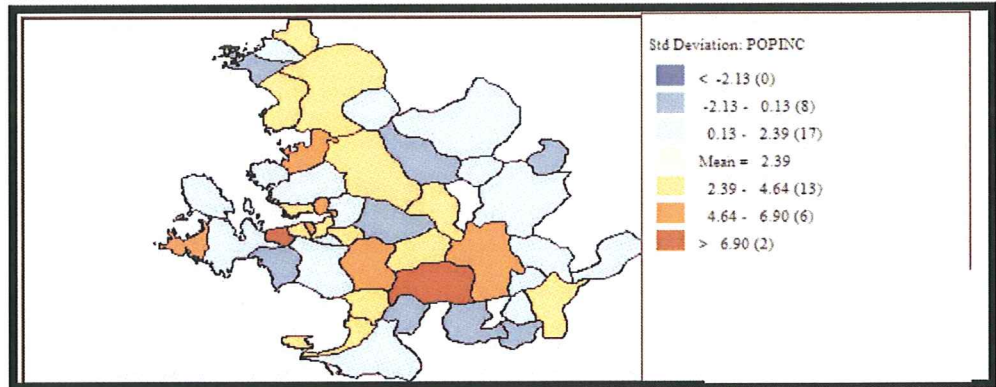 Std Deviation: POPINC
< -2.13 (0)
-2.13 - 0.13 (8)
0.13 - 2.39 (17)
Mean = 2.39
2.39 - 4.64 (13)
4.64 - 6.90 (6)
> 6.90 (2)